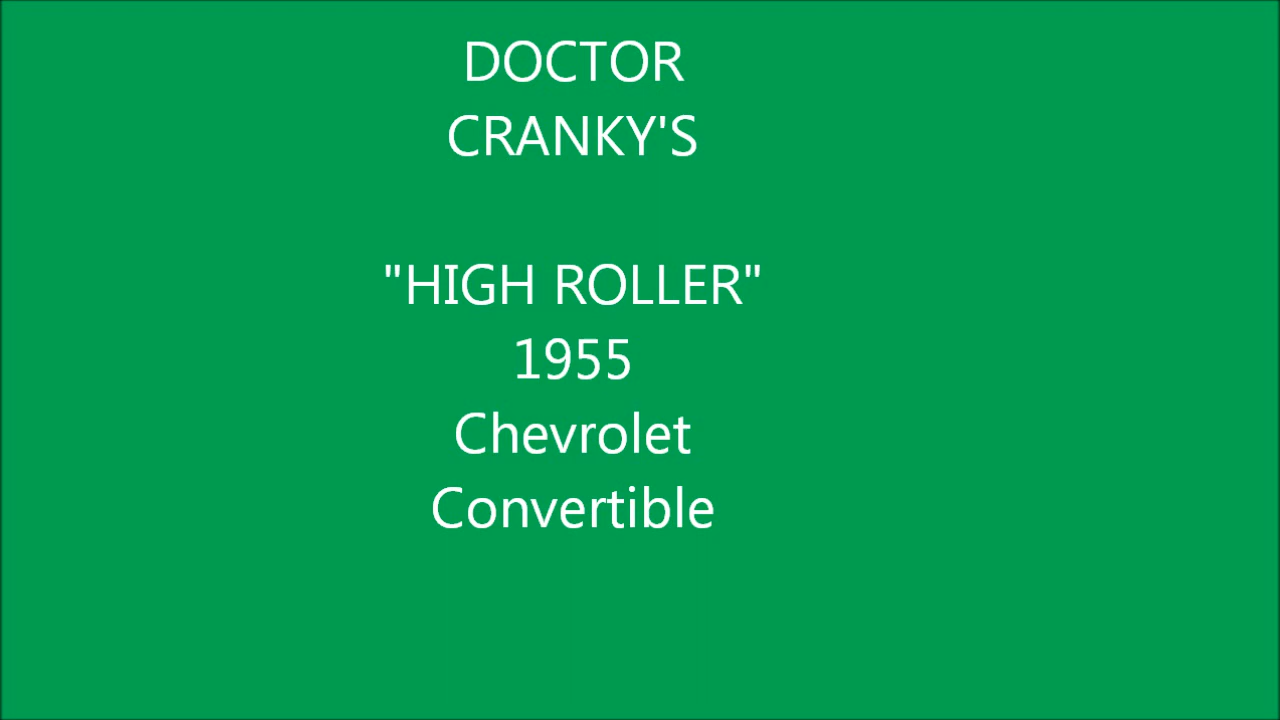 DOCTOR
CRANKY'S
"HIGH ROLLER"
1955
Chevrolet
Convertible